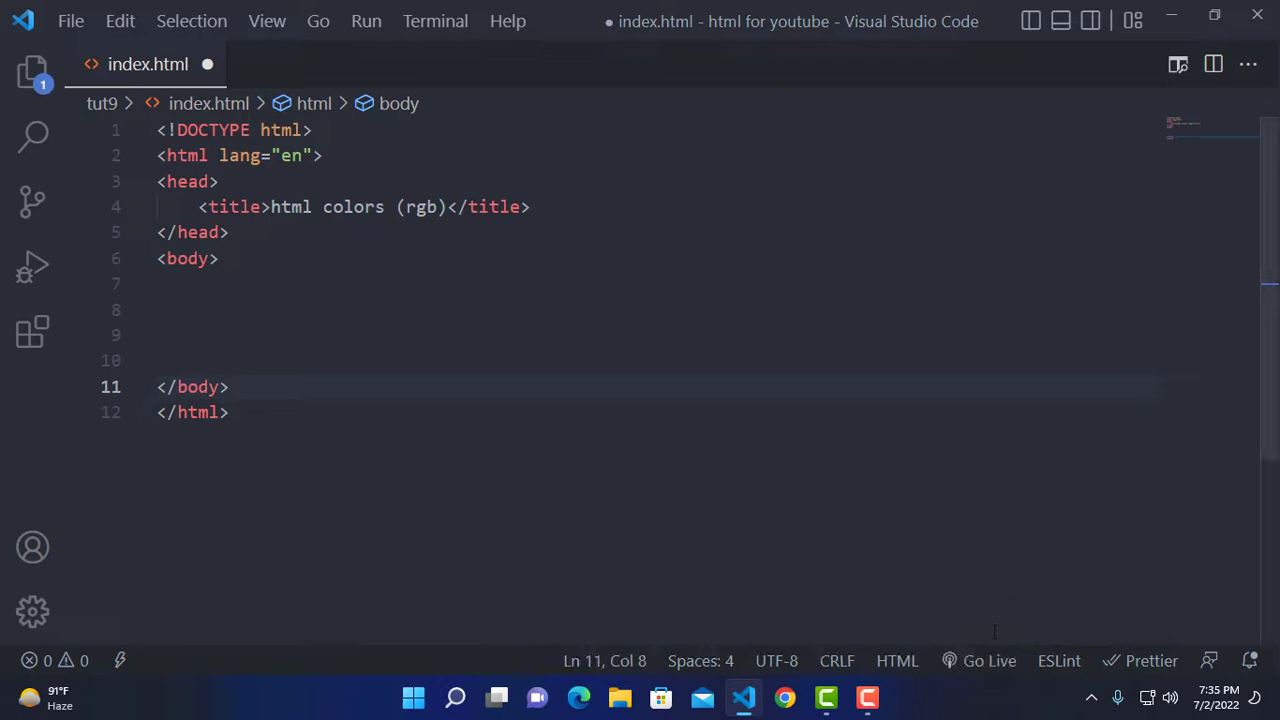 File Edit Selection View Go Run Terminal Help
● index.html - html for youtube - Visual Studio Code
index.html
1
tut9 > index.html > html > body
1 <!DOCTYPE html>
2 <html lang="en">
3 <head>
4 <title>html colors (rgb)</title>
5 </head>
6 <body>
7
8
9
10
11 </body>
12 </html>
0 0 Ln 11, Col 8 Spaces: 4 UTF-8 CRLF HTML Go Live ESlint Prettier
91°F
Haze
7:35 PM
7/2/2022